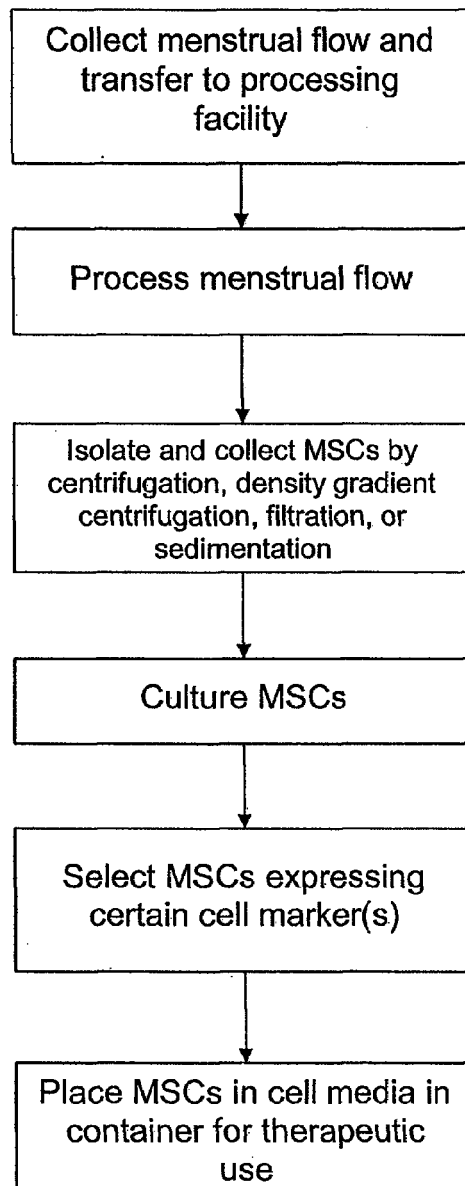 Collect menstrual flow and
transfer to processing
facility
Process menstrual flow
Isolate and collect MSCs by
centrifugation, density gradient
centrifugation, filtration, or
sedimentation
Culture MSCs
Select MSCs expressing
certain cell marker(s)
Place MSCs in cell media in
container for therapeutic
use